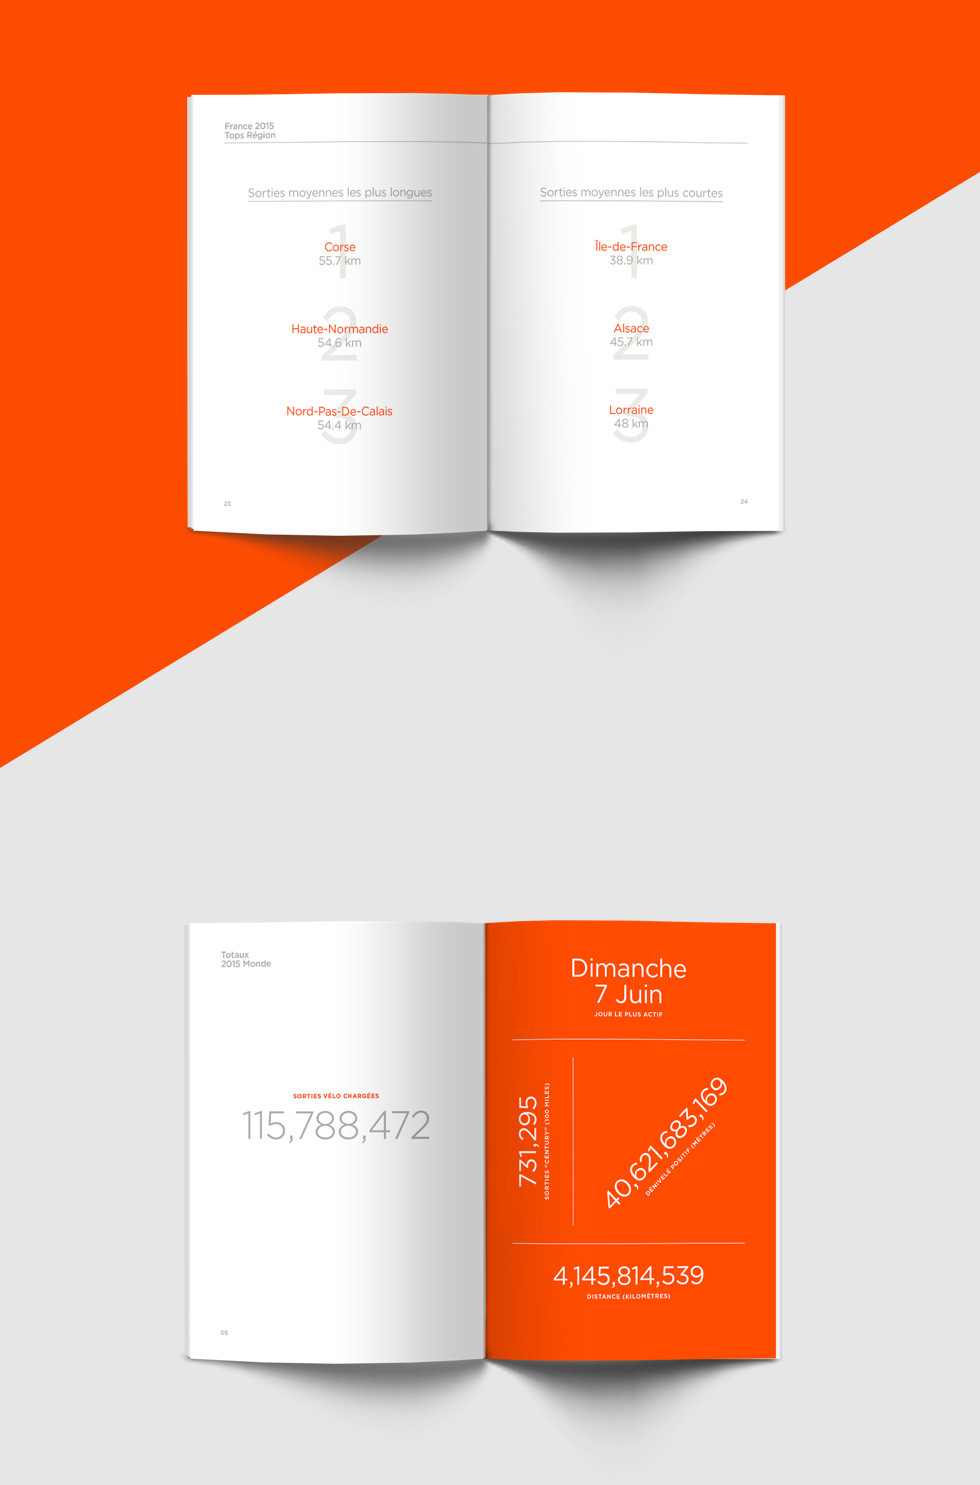 France 2015
Tops Région
Sorties moyennes les plus longues
1
Corse
55.7 km
2
Haute-Normandie
54.6 km
3
Nord-Pas-De-Calais
54.4 km
23
Sorties moyennes les plus courtes
1
Île-de-France
38.9 km
2
Alsace
45.7 km
3
Lorraine
48 km
24
Totaux
2015 Monde
SORTIES VÉLO CHARGÉES
115,788,472
05
Dimanche
7 Juin
JOUR LE PLUS ACTIF
731,295
SORTIES "CENTURY" (100 MILES)
40,621,683,169
DÉNIVELÉ POSITIF (MÈTRES)
4,145,814,539
DISTANCE (KILOMÈTRES)